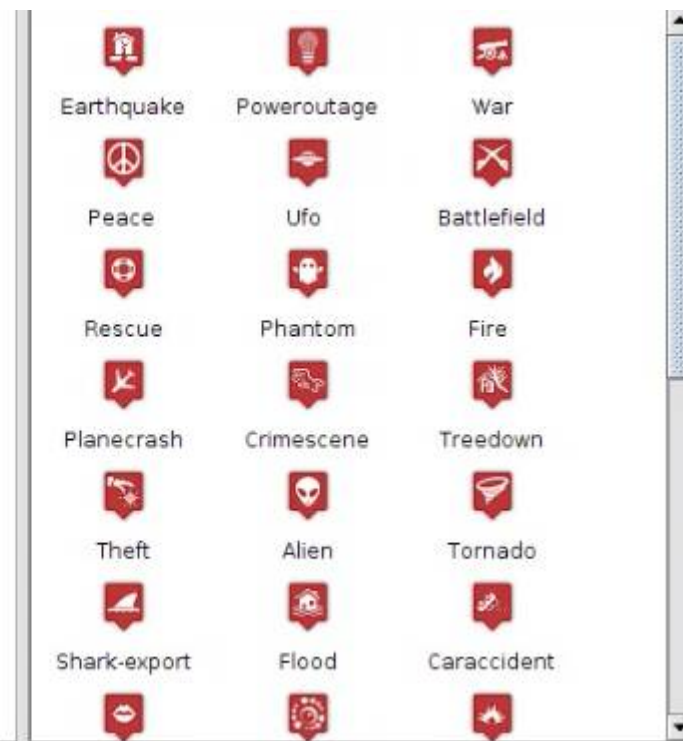 Earthquake Poweroutage War
Peace Ufo Battlefield
Rescue Phantom Fire
Planecrash Crimescene Treedown
Theft Alien Tornado
Shark-export Flood Caraccident